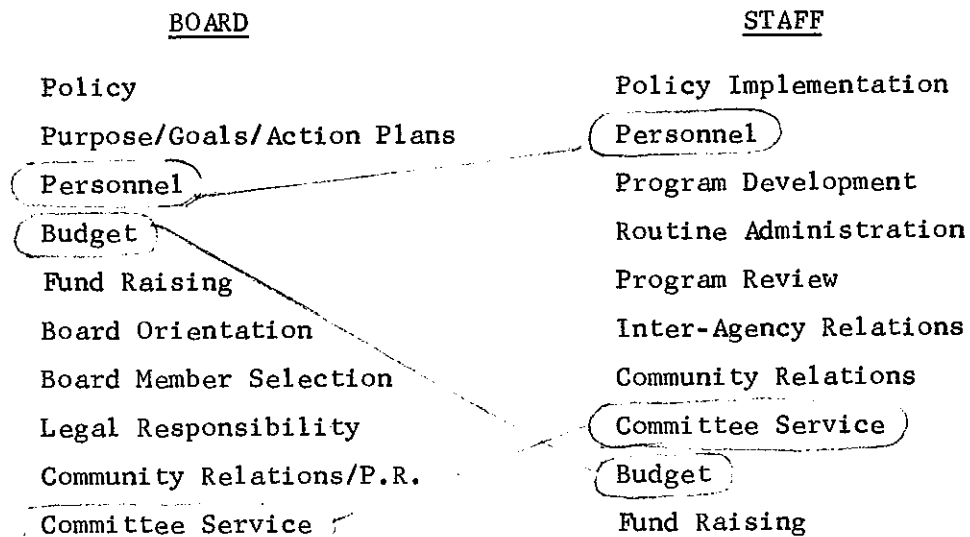 BOARD
Policy
Purpose/Goals/Action Plans
Personnel
Budget
Fund Raising
Board Orientation
Board Member Selection
Legal Responsibility
Community Relations/P.R.
Committee Service
STAFF
Policy Implementation
Personnel
Program Development
Routine Administration
Program Review
Inter-Agency Relations
Community Relations
Committee Service
Budget
Fund Raising